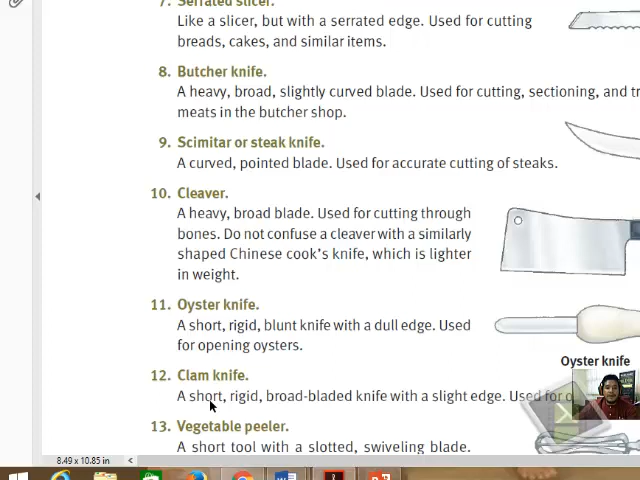 7. Serrated slicer.
Like a slicer, but with a serrated edge. Used for cutting
breads, cakes, and similar items.
8. Butcher knife.
A heavy, broad, slightly curved blade. Used for cutting, sectioning, and
meats in the butcher shop.
9. Scimitar or steak knife.
A curved, pointed blade. Used for accurate cutting of steaks.
10. Cleaver.
A heavy, broad blade. Used for cutting through
bones. Do not confuse a cleaver with a similarly
shaped Chinese cook's knife, which is lighter
in weight.
11. Oyster knife.
A short, rigid, blunt knife with a dull edge. Used
for opening oysters.
Oyster knife
12. Clam knife.
A short, rigid, broad-bladed knife with a slight edge. Used for
13. Vegetable peeler.
A short tool with a slotted, swiveling blade.
8.49 x 10.85 in